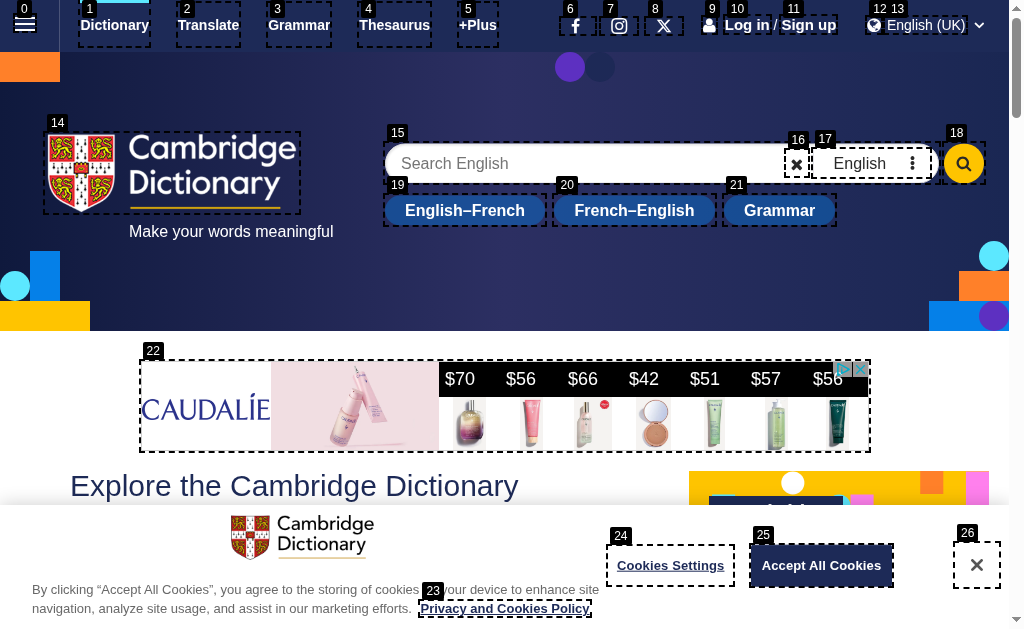 0 1 2 3 4 5 6 7 8 9 10 11 12 13
Dictionary Translate Grammar Thesaurus +Plus Log in / Sign up English (UK)
14 15 16 17 18
Cambridge
Dictionary
Make your words meaningful
Search English English
19 20 21
English–French French–English Grammar
22
CAUDALÍE $70 $56 $66 $42 $51 $57 $56
Explore the Cambridge Dictionary
Cambridge
Dictionary
24 25 26
Cookies Settings Accept All Cookies
By clicking “Accept All Cookies”, you agree to the storing of cookies 23 your device to enhance site
navigation, analyze site usage, and assist in our marketing efforts. Privacy and Cookies Policy